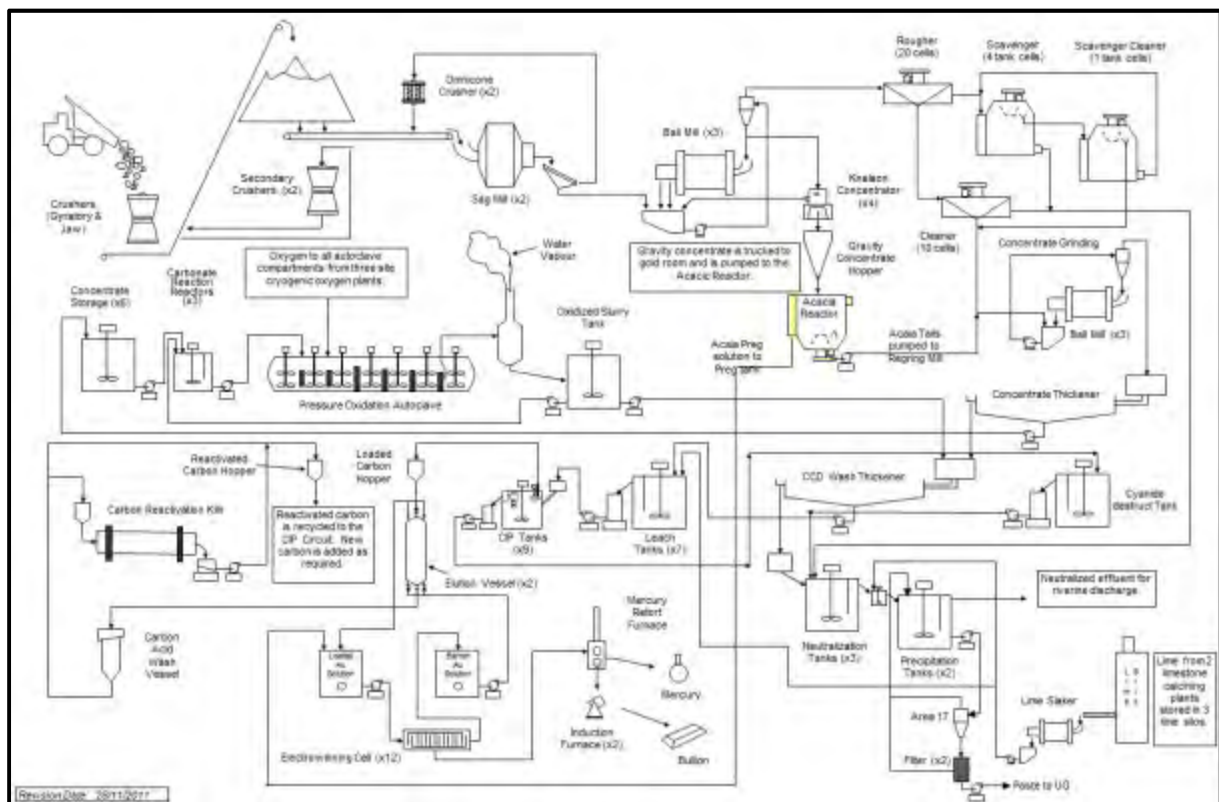 Crushers
(Gyratory &
Jaw)
Secondary
Crushers (x2)
Omnicone
Crusher (x2)
Sag Mill (x2)
Ball Mill (x3)
Rougher
(20 cells)
Scavenger
(4 tank cells)
Scavenger Cleaner
(7 tank cells)
Knelson
Concentrator
(x4)
Cleaner
(10 cells)
Gravity
Concentrate
Hopper
Concentrate Grinding
Ball Mill (x3)
Gravity concentrate is trucked to
gold room and is pumped to the
Acacic Reactor.
Acacia
Reactor
Acaia Preg
solution to
Preg tank
Acaia Tails
pumped to
Regring Mill
Oxygen to all autoclave
compartments from three site
cryogenic oxygen plants.
Water
Vapour
Concentrate
Storage (x6)
Carbonate
Reaction
Reactors
(x3)
Pressure Oxidation Autoclave
Oxidized Slurry
Tank
Concentrate Thickener
Reactivated
Carbon Hopper
Loaded
Carbon
Hopper
CCD Wash Thickener
Cyanide
destruct Tank
Carbon Reactivation Kiln
Reactivated carbon
is recycled to the
CIP Circuit. New
carbon is added as
required.
CIP Tanks
(x9)
Leach
Tanks (x7)
Elution Vessel (x2)
Carbon
Acid
Wash
Vessel
Loaded
Au
Solution
Barren
Au
Solution
Mercury
Retort
Furnace
Mercury
Induction
Furnace (x2)
Bullion
Electrowinning Cell (x12)
Neutralization
Tanks (x3)
Precipitation
Tanks (x2)
Neutralized effluent for
riverine discharge.
Area 17
Filter (x2)
Paste to UG
Lime Slaker
Lime from 2
limestone
calcining
plants
stored in 3
lime silos.
Revision Date: 28/11/2011